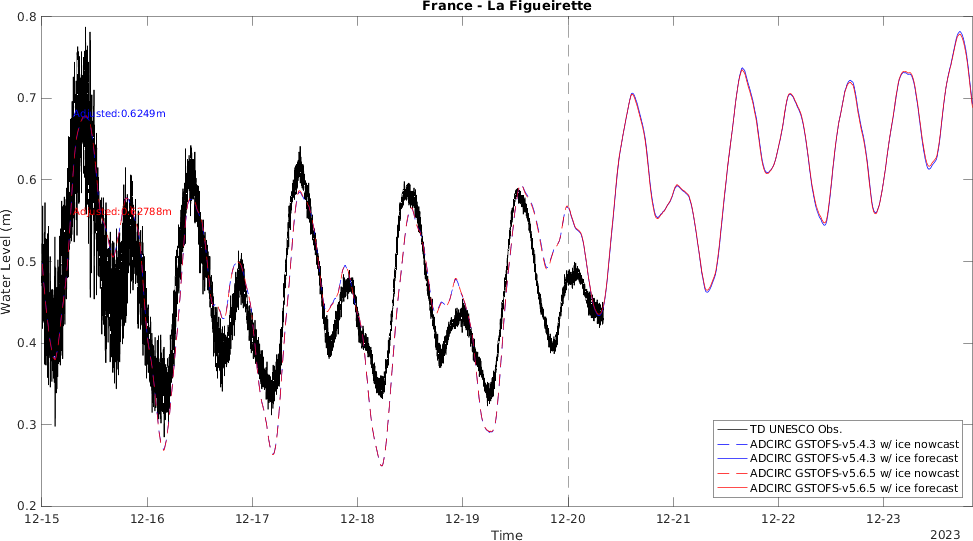 France - La Figueirette
0.8
0.7
0.6
0.5
0.4
0.3
0.2
Water Level (m)
Adjusted:0.6249m
Adjusted:0.62788m
TD UNESCO Obs.
ADCIRC GSTOFS-v5.4.3 w/ ice nowcast
ADCIRC GSTOFS-v5.4.3 w/ ice forecast
ADCIRC GSTOFS-v5.6.5 w/ ice nowcast
ADCIRC GSTOFS-v5.6.5 w/ ice forecast
12-15 12-16 12-17 12-18 12-19 12-20 12-21 12-22 12-23
Time
2023